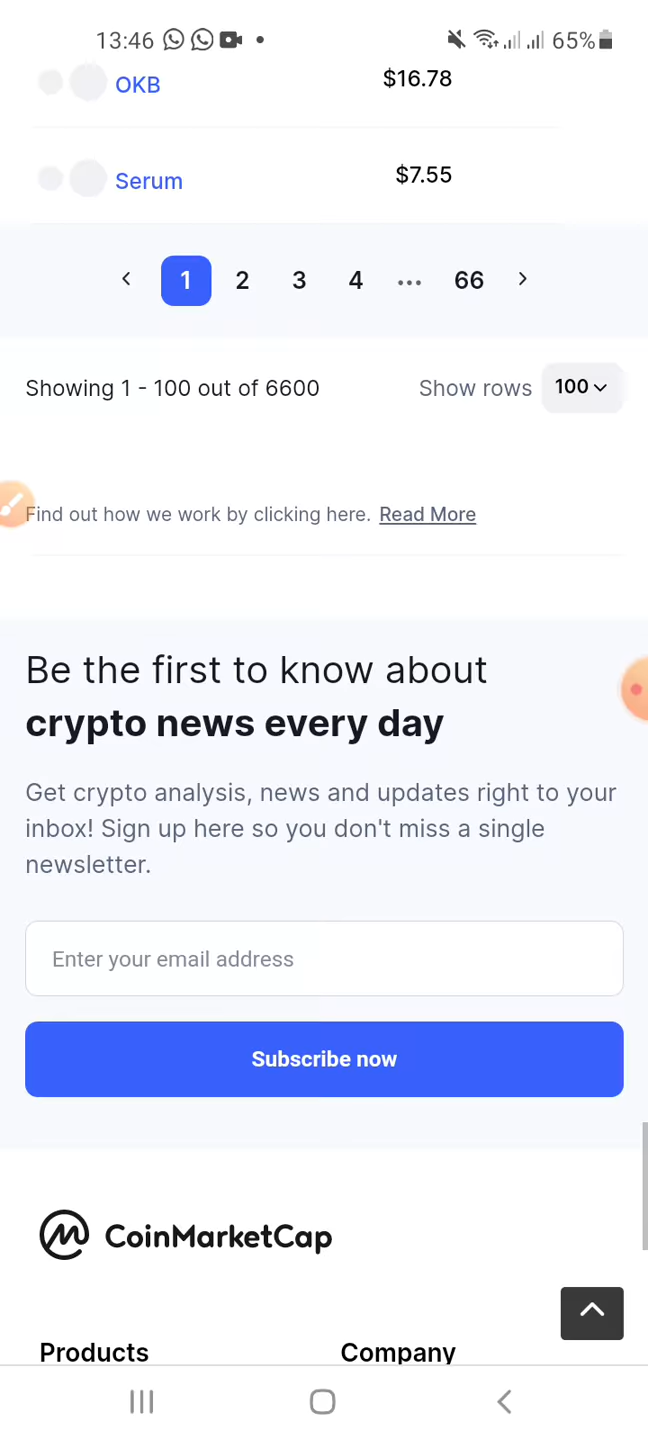 13:46 65%
OKB $16.78
Serum $7.55
1 2 3 4 ... 66
Showing 1 - 100 out of 6600 Show rows 100
Find out how we work by clicking here. Read More
Be the first to know about
crypto news every day
Get crypto analysis, news and updates right to your
inbox! Sign up here so you don't miss a single
newsletter.
Enter your email address
Subscribe now
CoinMarketCap
Products Company